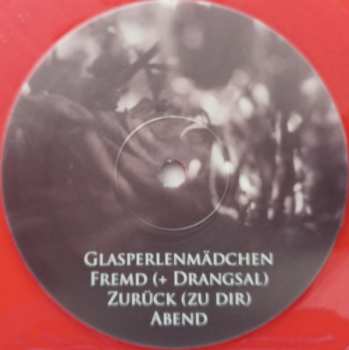 Glasperlenmädchen
Fremd (+ Drangsal)
Zurück (zu dir)
Abend